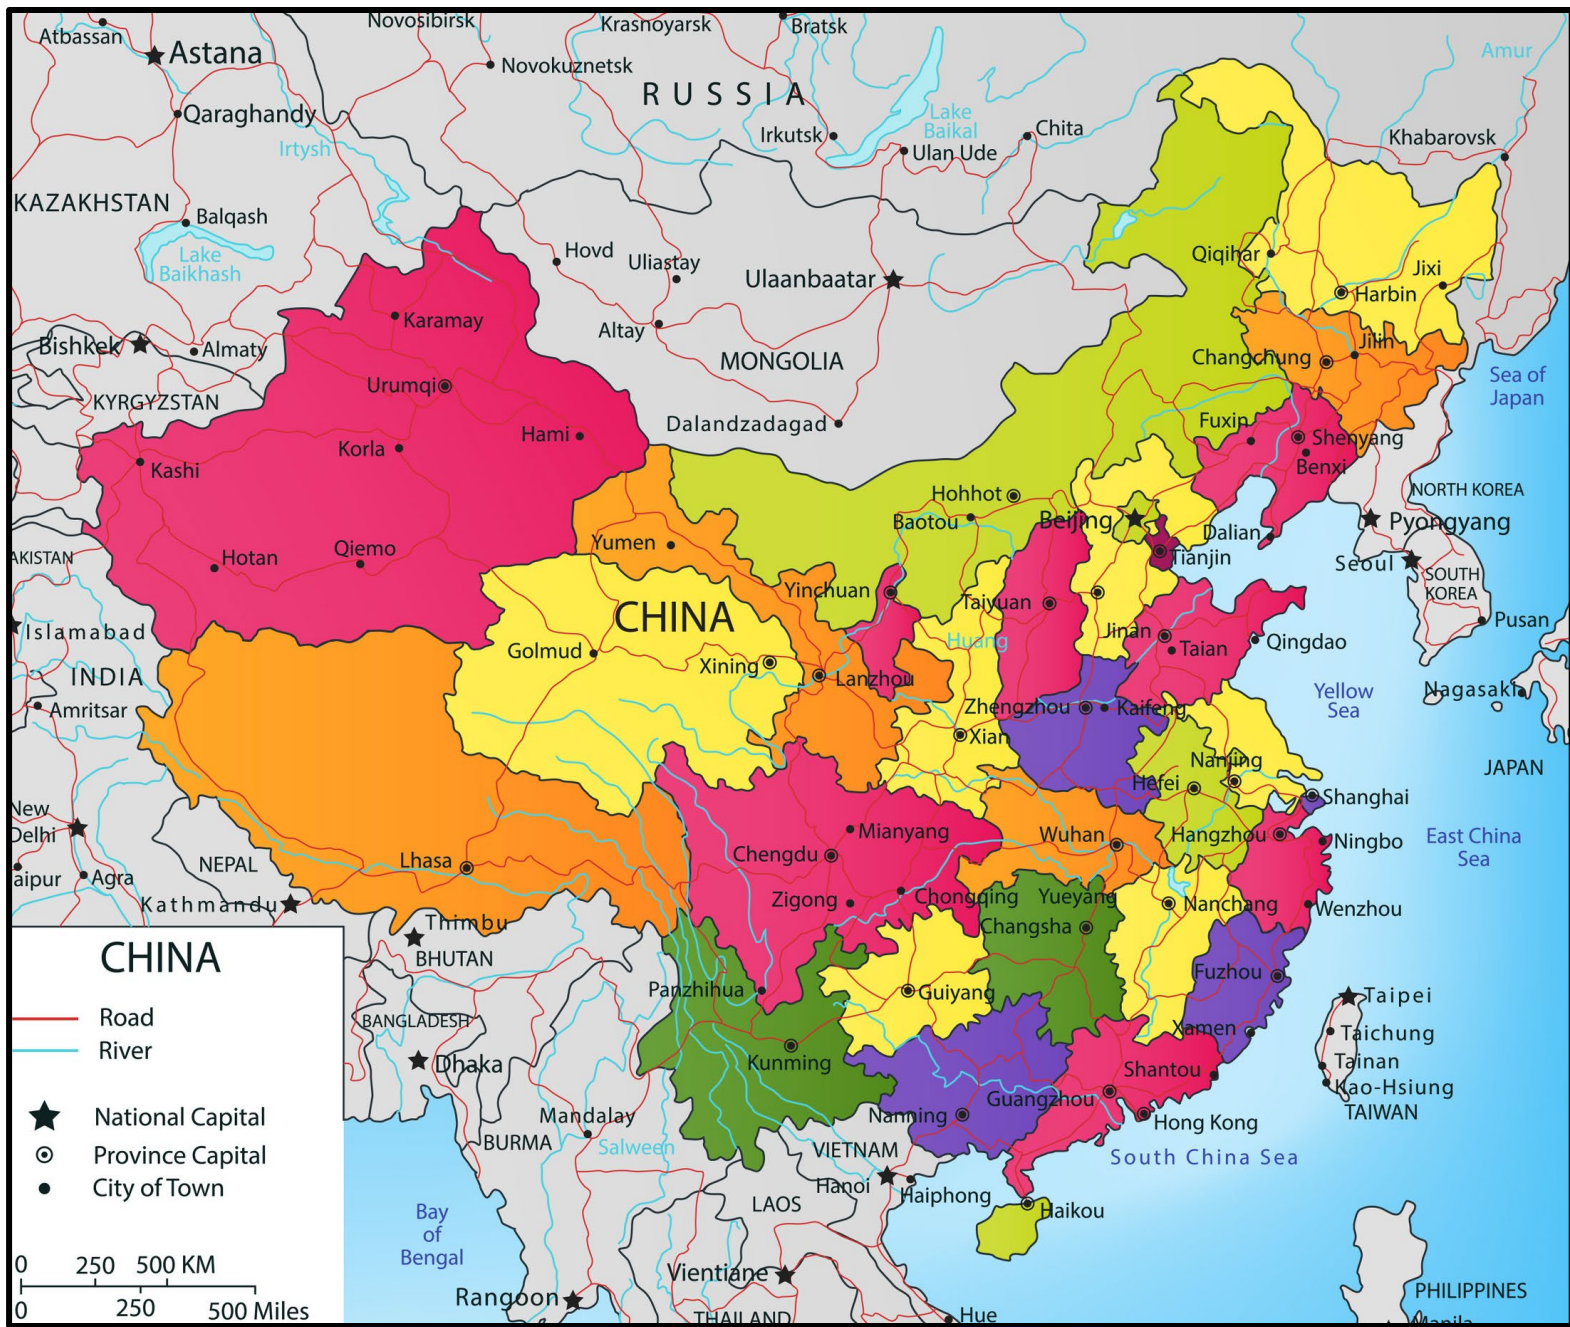 Atbassan
Astana
Novosibirsk
Novokuznetsk
Krasnoyarsk
Bratsk
Amur
RUSSIA
Qaraghandy
Irtysh
Irkutsk
Lake
Baikal
Ulan Ude
Chita
Khabarovsk
KAZAKHSTAN
Balqash
Lake
Baikhash
Hovd
Uliastay
Ulaanbaatar
Altay
MONGOLIA
Dalandzadagad
Qiqihar
Jixi
Harbin
Jilin
Changchung
Sea of
Japan
Bishkek
Almaty
KYRGYZSTAN
Karamay
Urumqi
Korla
Hami
Kashi
Hotan
Qiemo
Yumen
Fuxin
Shenyang
Benxi
Hohhot
Baotou
Beijing
Tianjin
Dalian
NORTH KOREA
Pyongyang
Seoul
SOUTH
KOREA
Pusan
AKISTAN
Islamabad
INDIA
Amritsar
CHINA
Golmud
Xining
Lanzhou
Yinchuan
Taiyuan
Huang
Jinan
Taian
Qingdao
Zhengzhou
Kaifeng
Xian
Yellow
Sea
Nagasaki
JAPAN
Nanjing
Hefei
Shanghai
Hangzhou
Ningbo
East China
Sea
New
Delhi
aipur
Agra
NEPAL
Kathmandu
Lhasa
Thimbu
BHUTAN
Mianyang
Chengdu
Zigong
Chongqing
Wuhan
Yueyang
Changsha
Nanchang
Wenzhou
Fuzhou
Panzhihua
Guiyang
Kunming
Xamen
Shantou
Guangzhou
Nanning
Hong Kong
Taipei
Taichung
Tainan
Kao-Hsiung
TAIWAN
South China Sea
Haikou
BANGLADESH
Dhaka
Mandalay
BURMA
Salween
VIETNAM
Hanoi
Haiphong
LAOS
Bay
of
Bengal
Vientiane
Rangoon
THAILAND
Hue
PHILIPPINES
Manila
CHINA
Road
River
National Capital
Province Capital
City of Town
0 250 500 KM
0 250 500 Miles